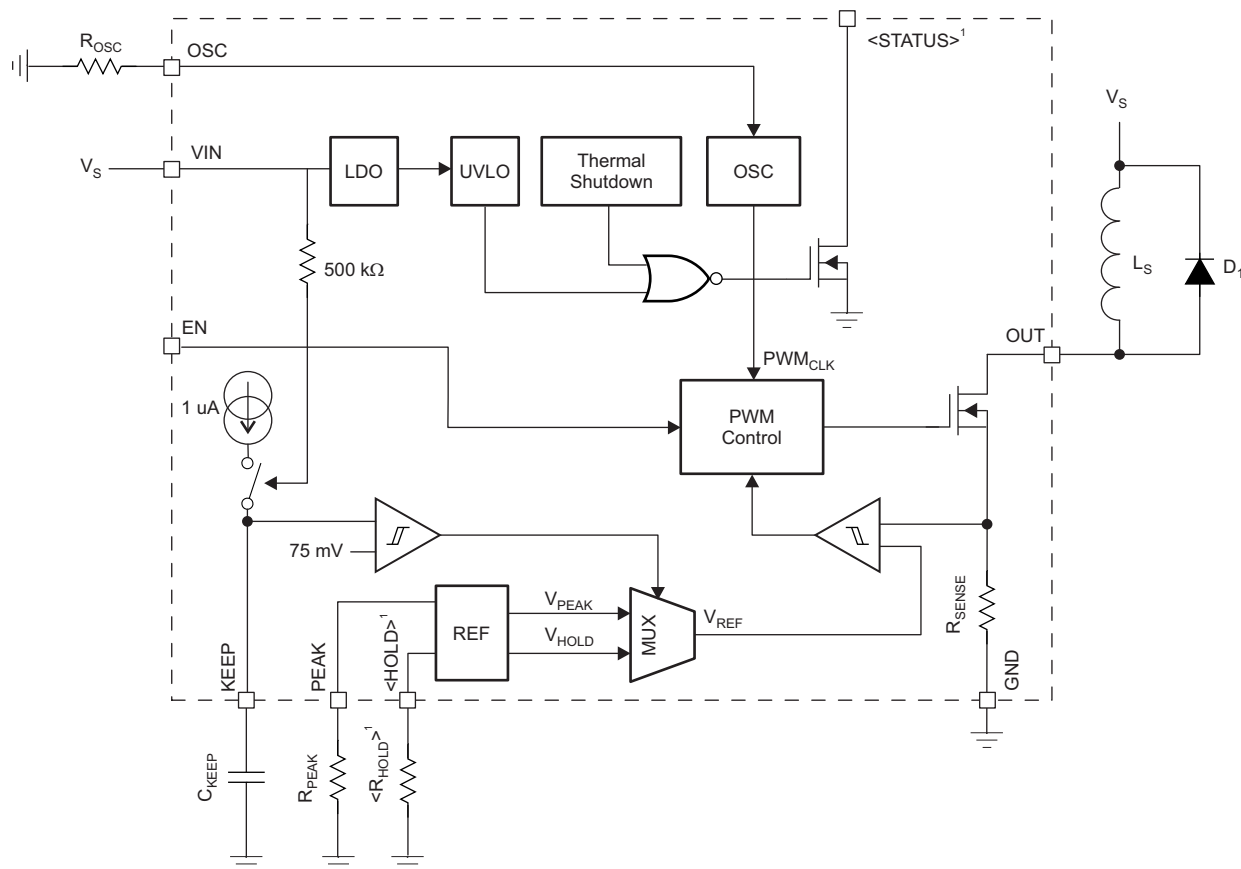 R_OSC
OSC
<STATUS>¹
V_S
VIN
LDO
UVLO
Thermal
Shutdown
OSC
V_S
500 kΩ
L_S
D₁
EN
OUT
PWM_CLK
1 uA
PWM
Control
75 mV
V_PEAK
V_HOLD
REF
MUX
V_REF
R_SENSE
KEEP
PEAK
<HOLD>¹
GND
C_KEEP
R_PEAK
<R_HOLD>¹